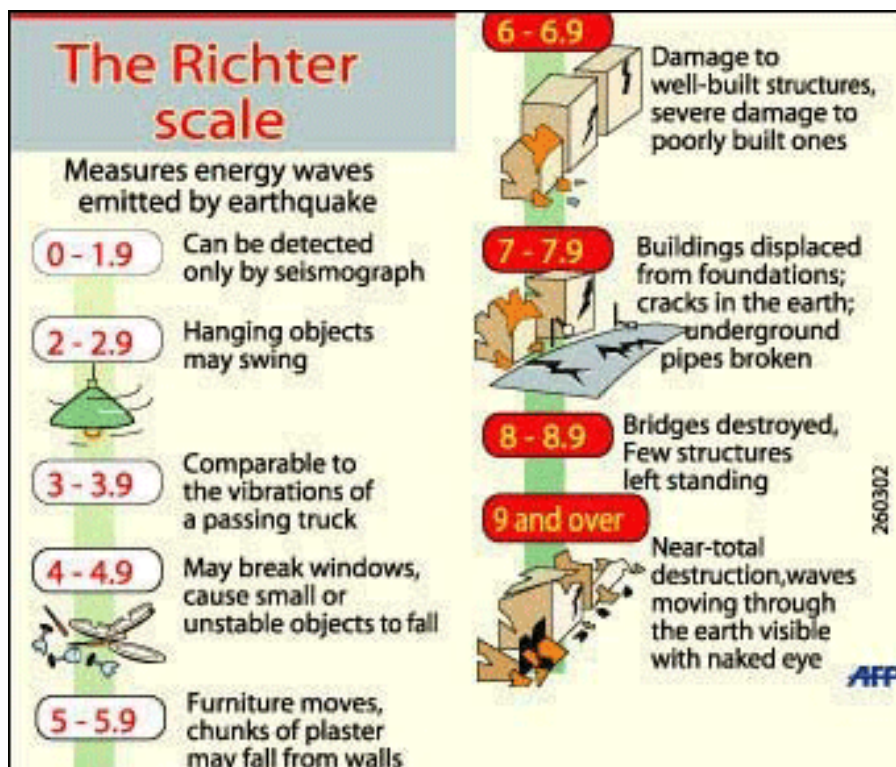 The Richter
scale
Measures energy waves
emitted by earthquake
0 - 1.9
Can be detected
only by seismograph
2 - 2.9
Hanging objects
may swing
3 - 3.9
Comparable to
the vibrations of
a passing truck
4 - 4.9
May break windows,
cause small or
unstable objects to fall
5 - 5.9
Furniture moves,
chunks of plaster
may fall from walls
6 - 6.9
Damage to
well-built structures,
severe damage to
poorly built ones
7 - 7.9
Buildings displaced
from foundations;
cracks in the earth;
underground
pipes broken
8 - 8.9
Bridges destroyed,
Few structures
left standing
9 and over
Near-total
destruction,waves
moving through
the earth visible
with naked eye
260302
AFP